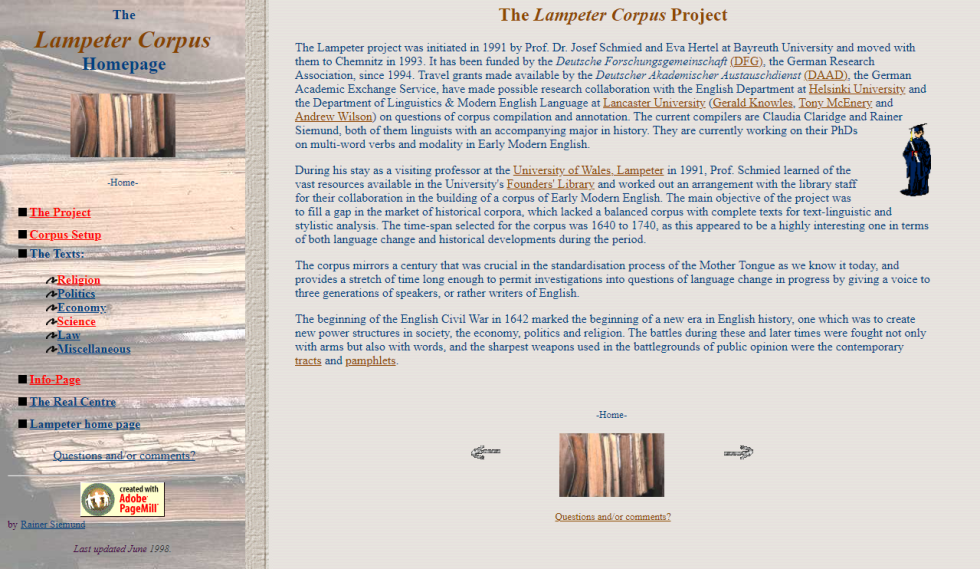 The
Lampeter Corpus
Homepage
-Home-
The Project
Corpus Setup
The Texts:
Religion
Politics
Economy
Science
Law
Miscellaneous
Info-Page
The Real Centre
Lampeter home page
Questions and/or comments?
created with
Adobe
PageMill
by Rainer Siemund
Last updated June 1998.
The Lampeter Corpus Project
The Lampeter project was initiated in 1991 by Prof. Dr. Josef Schmied and Eva Hertel at Bayreuth University and moved with
them to Chemnitz in 1993. It has been funded by the Deutsche Forschungsgemeinschaft (DFG), the German Research
Association, since 1994. Travel grants made available by the Deutscher Akademischer Austauschdienst (DAAD), the German
Academic Exchange Service, have made possible research collaboration with the English Department at Helsinki University and
the Department of Linguistics & Modern English Language at Lancaster University (Gerald Knowles, Tony McEnery and
Andrew Wilson) on questions of corpus compilation and annotation. The current compilers are Claudia Claridge and Rainer
Siemund, both of them linguists with an accompanying major in history. They are currently working on their PhDs
on multi-word verbs and modality in Early Modern English.
During his stay as a visiting professor at the University of Wales, Lampeter in 1991, Prof. Schmied learned of the
vast resources available in the University's Founders' Library and worked out an arrangement with the library staff
for their collaboration in the building of a corpus of Early Modern English. The main objective of the project was
to fill a gap in the market of historical corpora, which lacked a balanced corpus with complete texts for text-linguistic and
stylistic analysis. The time-span selected for the corpus was 1640 to 1740, as this appeared to be a highly interesting one in terms
of both language change and historical developments during the period.
The corpus mirrors a century that was crucial in the standardisation process of the Mother Tongue as we know it today, and
provides a stretch of time long enough to permit investigations into questions of language change in progress by giving a voice to
three generations of speakers, or rather writers of English.
The beginning of the English Civil War in 1642 marked the beginning of a new era in English history, one which was to create
new power structures in society, the economy, politics and religion. The battles during these and later times were fought not only
with arms but also with words, and the sharpest weapons used in the battlegrounds of public opinion were the contemporary
tracts and pamphlets.
-Home-
Questions and/or comments?